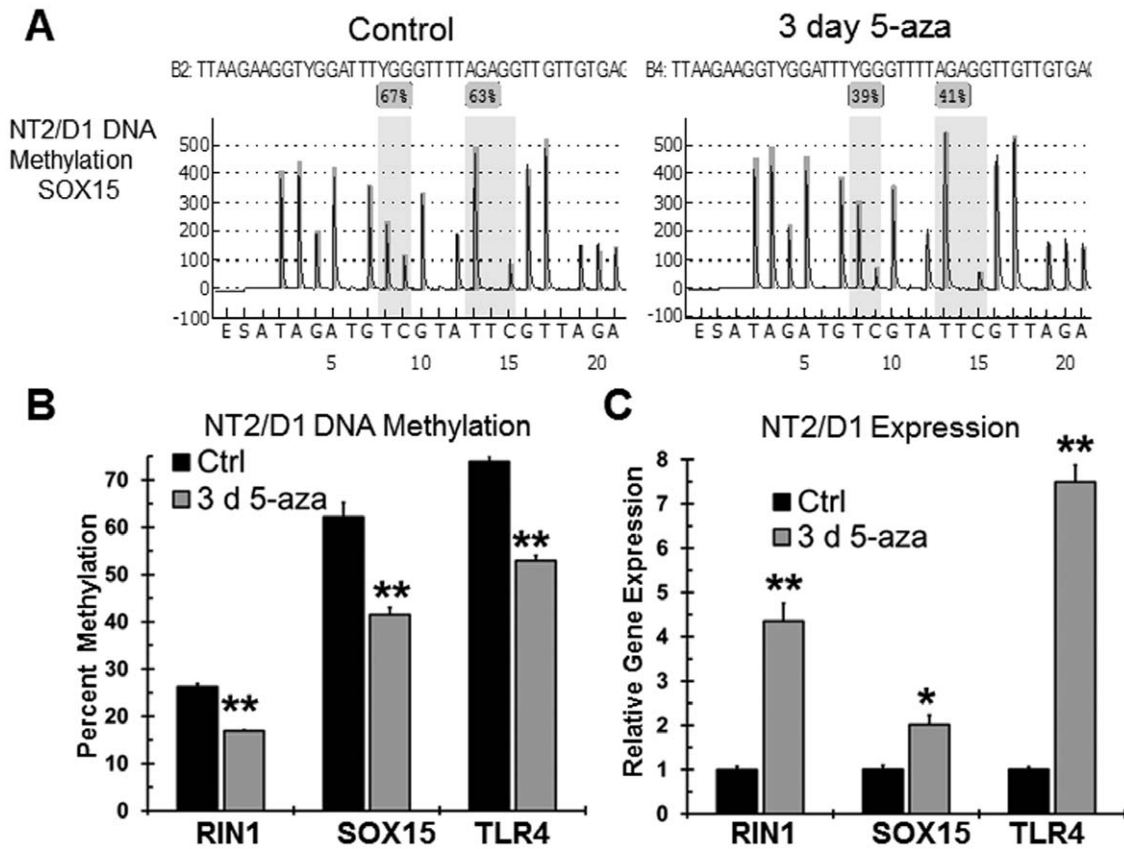 A
Control
3 day 5-aza
B2: TTAAGAAGGTYGGATTTYGGGTTTTAGAGGTTGTTGTGAG
B4: TTAAGAAGGTYGGATTTYGGGTTTTAGAGGTTGTTGTGAG
67% 63%
39% 41%
NT2/D1 DNA
Methylation
SOX15
500
400
300
200
100
0
-100
E S A T A G A T G T C G T A T T C G T T A G A
5 10 15 20
500
400
300
200
100
0
-100
E S A T A G A T G T C G T A T T C G T T A G A
5 10 15 20
B
NT2/D1 DNA Methylation
Ctrl
3 d 5-aza
Percent Methylation
70
60
50
40
30
20
10
0
** ** **
RIN1 SOX15 TLR4
C
NT2/D1 Expression
Ctrl
3 d 5-aza
Relative Gene Expression
8
7
6
5
4
3
2
1
0
** * **
RIN1 SOX15 TLR4